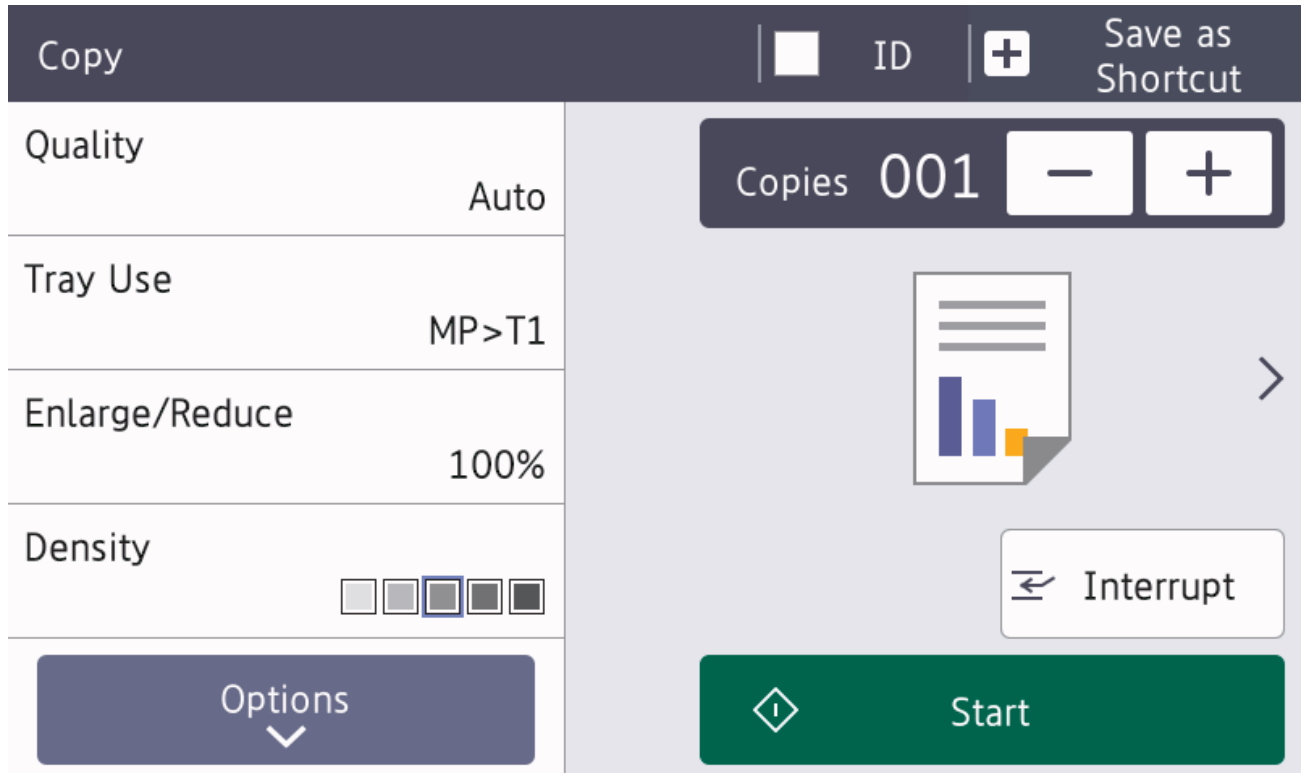 Copy
ID
Save as
Shortcut
Quality
Auto
Tray Use
MP>T1
Enlarge/Reduce
100%
Density
Options
Copies 001 − +
Interrupt
Start